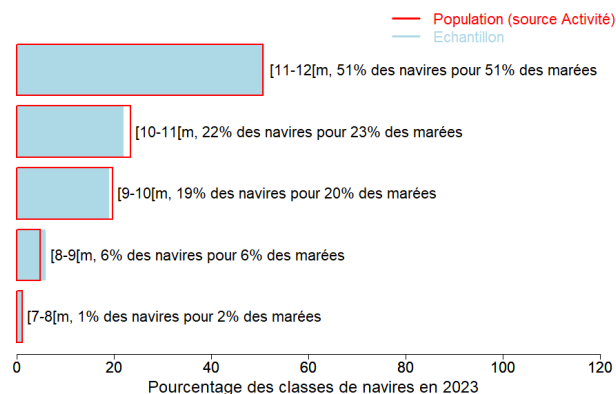 Population (source Activité)
Echantillon
[11-12[m, 51% des navires pour 51% des marées
[10-11[m, 22% des navires pour 23% des marées
[9-10[m, 19% des navires pour 20% des marées
[8-9[m, 6% des navires pour 6% des marées
[7-8[m, 1% des navires pour 2% des marées
0 20 40 60 80 100 120
Pourcentage des classes de navires en 2023